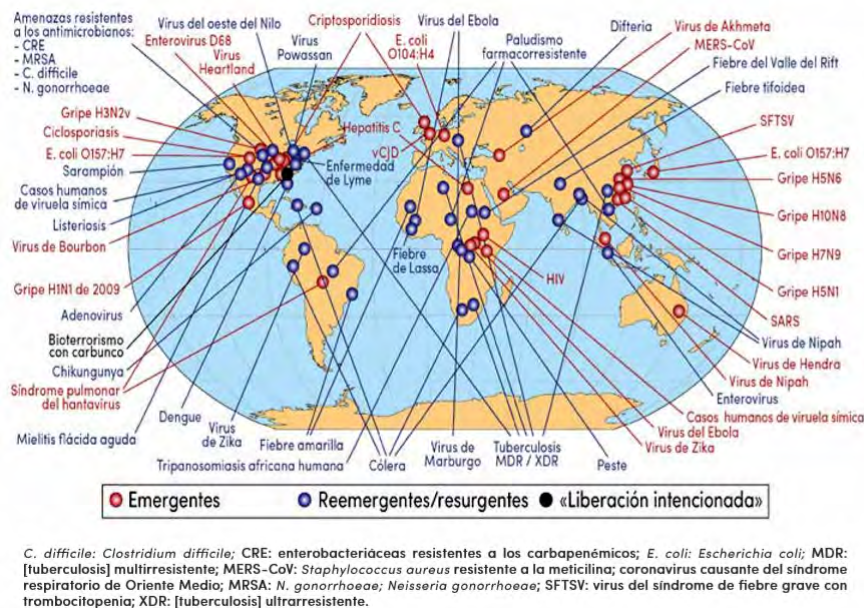 Amenazas resistentes
a los antimicrobianos:
- CRE
- MRSA
- C. difficile
- N. gonorrhoeae
Virus del oeste del Nilo
Enterovirus D68
Virus
Heartland
Virus
Powassan
Criptosporidiosis
E. coli
O104:H4
Virus del Ebola
Paludismo
farmacorresistente
Difteria
Virus de Akhmeta
MERS-CoV
Fiebre del Valle del Rift
Fiebre tifoidea
SFTSV
E. coli O157:H7
Gripe H5N6
Gripe H10N8
Gripe H7N9
Gripe H5N1
SARS
Virus de Nipah
Virus de Hendra
Virus de Nipah
Enterovirus
Casos humanos de viruela símica
Virus del Ebola
Virus de Zika
Gripe H3N2v
Ciclosporiasis
E. coli O157:H7
Sarampión
Casos humanos
de viruela símica
Listeriosis
Virus de Bourbon
Gripe H1N1 de 2009
Adenovirus
Bioterrorismo
con carbunco
Chikungunya
Síndrome pulmonar
del hantavirus
Mielitis flácida aguda
Hepatitis C
vCJD
Enfermedad
de Lyme
Fiebre
de Lassa
HIV
Dengue
Virus
de Zika
Fiebre amarilla
Tripanosomiasis africana humana
Cólera
Virus de
Marburgo
Tuberculosis
MDR / XDR
Peste
Emergentes
Reemergentes/resurgentes
«Liberación intencionada»
C. difficile: Clostridium difficile; CRE: enterobacteriáceas resistentes a los carbapenémicos; E. coli: Escherichia coli; MDR:
[tuberculosis] multirresistente; MERS-CoV: Staphylococcus aureus resistente a la meticilina; coronavirus causante del síndrome
respiratorio de Oriente Medio; MRSA: N. gonorrhoeae; Neisseria gonorrhoeae; SFTSV: virus del síndrome de fiebre grave con
trombocitopenia; XDR: [tuberculosis] ultrarresistente.